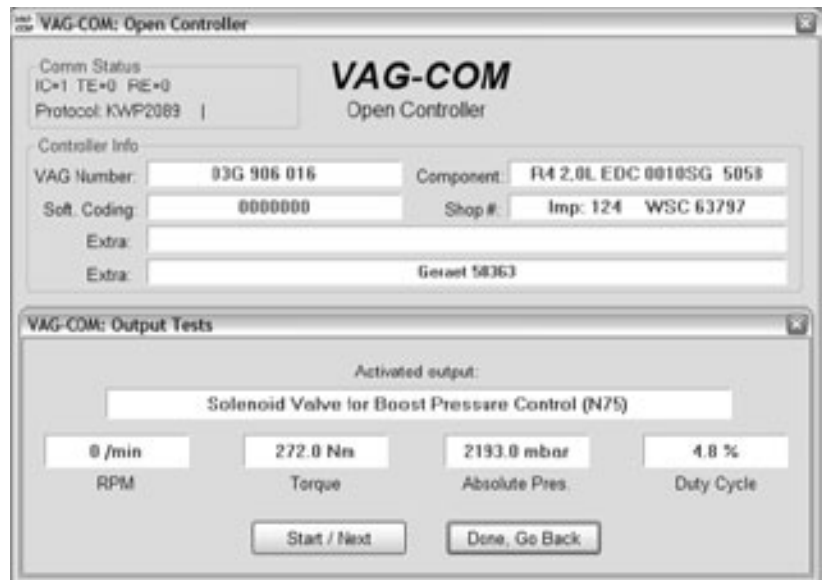 VAG-COM: Open Controller
Comm Status
IC=1 TE=0 RE=0
Protocol: KWP2089 |
VAG-COM
Open Controller
Controller Info
VAG Number: 03G 906 016 Component: R4 2,0L EDC 0010SG 5058
Soft. Coding: 0000000 Shop #: Imp: 124 WSC 63797
Extra:
Extra: Geraet 50363
VAG-COM: Output Tests
Activated output:
Solenoid Valve for Boost Pressure Control (N75)
0 /min 272.0 Nm 2193.0 mbar 4.8 %
RPM Torque Absolute Pres. Duty Cycle
Start / Next Done, Go Back